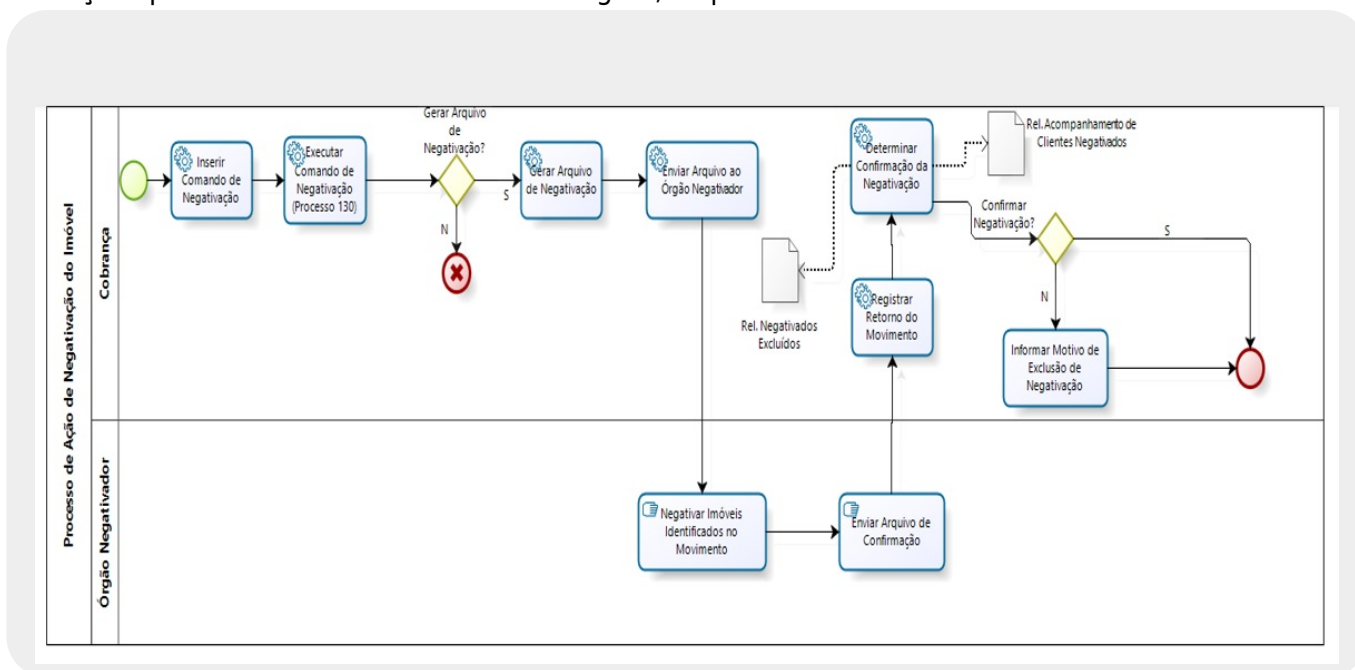 Processo de Ação de Negativação do Imóvel
Cobrança
Inserir
Comando de
Negativação
Executar
Comando de
Negativação
(Processo 130)
Gerar Arquivo
de
Negativação?
S
N
Gerar Arquivo
de Negativação
Enviar Arquivo ao
Órgão Negativador
Determinar
Confirmação da
Negativação
Rel. Acompanhamento de
Clientes Negativados
Rel. Negativados
Excluídos
Registrar
Retorno do
Movimento
Confirmar
Negativação?
S
N
Informar Motivo de
Exclusão de
Negativação
Órgão Negativador
Negativar Imóveis
Identificados no
Movimento
Enviar Arquivo de
Confirmação